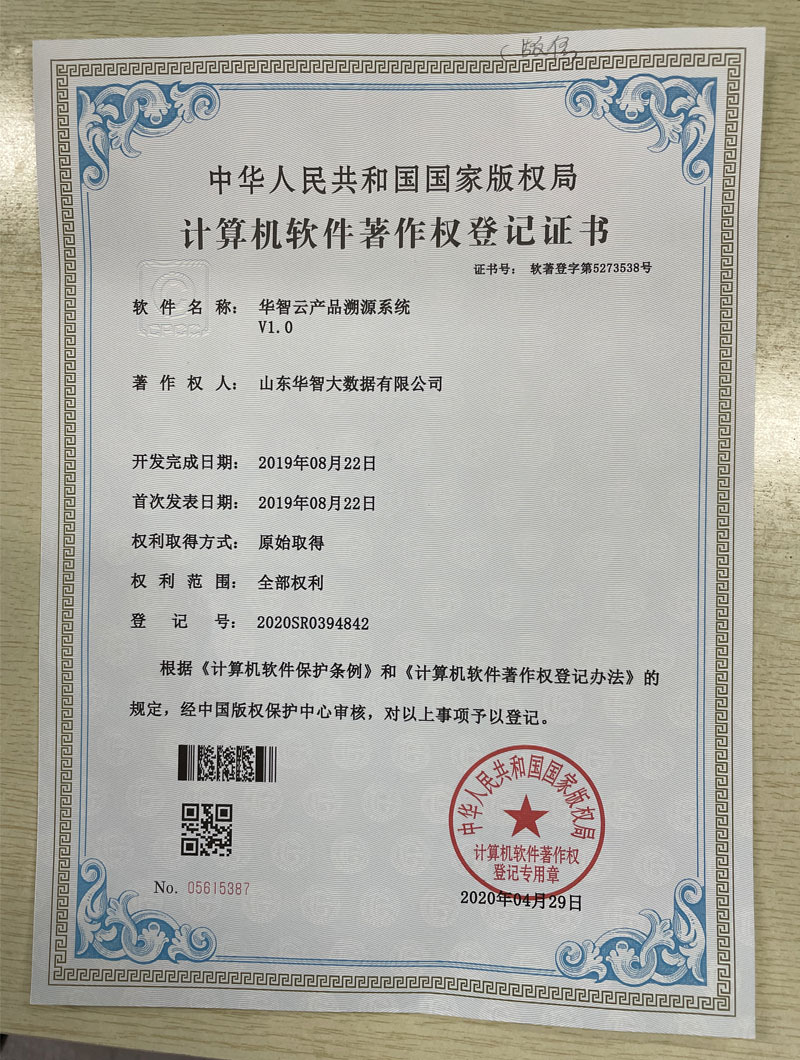 中华人民共和国国家版权局
计算机软件著作权登记证书
证书号： 软著登字第5273538号
软件名称： 华智云产品溯源系统
V1.0
著作权人： 山东华智大数据有限公司
开发完成日期： 2019年08月22日
首次发表日期： 2019年08月22日
权利取得方式： 原始取得
权利范围： 全部权利
登记号： 2020SR0394842
根据《计算机软件保护条例》和《计算机软件著作权登记办法》的
规定，经中国版权保护中心审核，对以上事项予以登记。
中华人民共和国国家版权局
计算机软件著作权
登记专用章
No. 05615387
2020年04月29日
CPCC